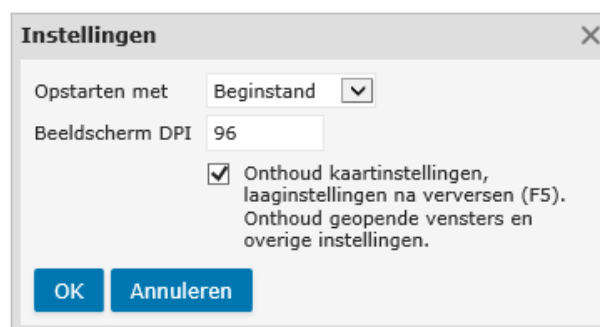 Instellingen
Opstarten met Beginstand
Beeldscherm DPI 96
Onthoud kaartinstellingen,
laaginstellingen na verversen (F5).
Onthoud geopende vensters en
overige instellingen.
OK Annuleren